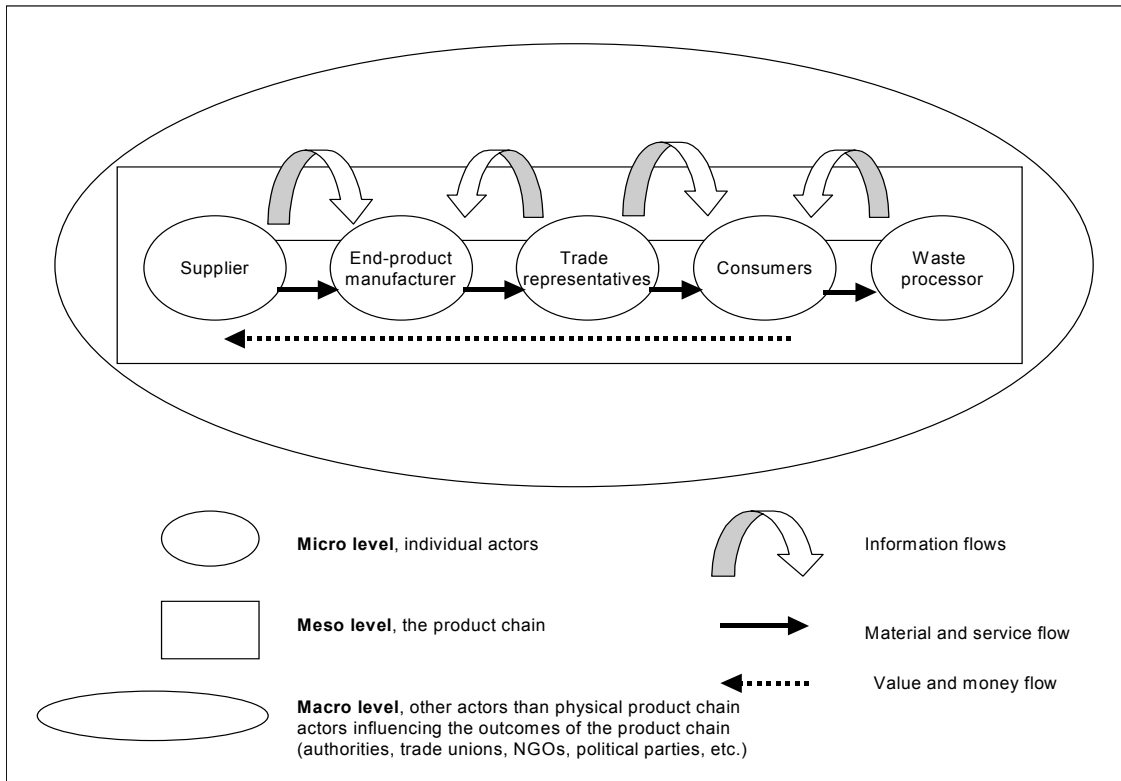 Supplier
End-product
manufacturer
Trade
representatives
Consumers
Waste
processor
Micro level, individual actors
Information flows
Meso level, the product chain
Material and service flow
Value and money flow
Macro level, other actors than physical product chain
actors influencing the outcomes of the product chain
(authorities, trade unions, NGOs, political parties, etc.)